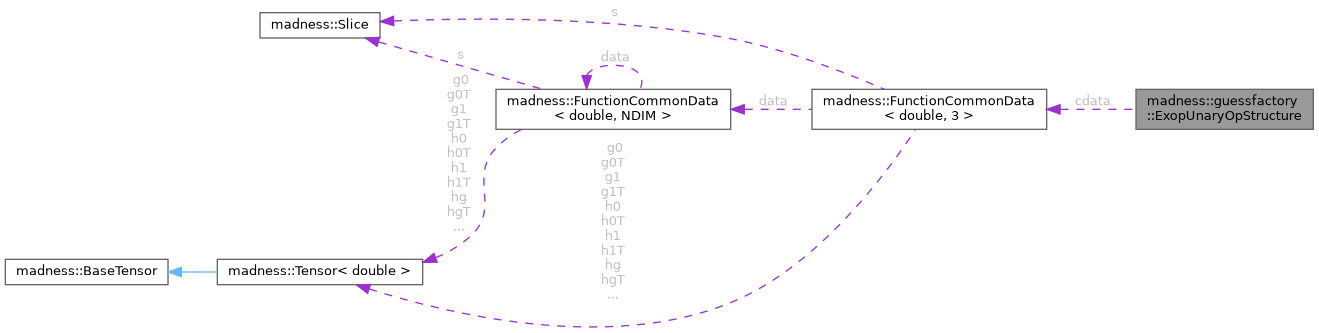 madness::Slice
s
s
data
g0
g0T
g1
g1T
h0
h0T
h1
h1T
hg
hgT
...
madness::FunctionCommonData
< double, NDIM >
data
madness::FunctionCommonData
< double, 3 >
cdata
madness::guessfactory
::ExopUnaryOpStructure
g0
g0T
g1
g1T
h0
h0T
h1
h1T
hg
hgT
...
madness::BaseTensor
madness::Tensor< double >